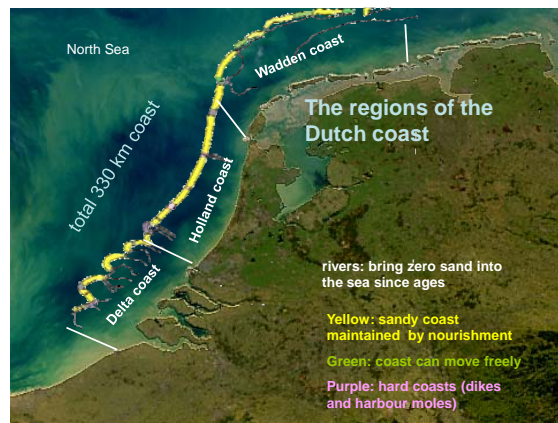 North Sea
Wadden coast
The regions of the
Dutch coast
total 330 km coast
Holland coast
Delta coast
rivers: bring zero sand into
the sea since ages
Yellow: sandy coast
maintained by nourishment
Green: coast can move freely
Purple: hard coasts (dikes
and harbour moles)